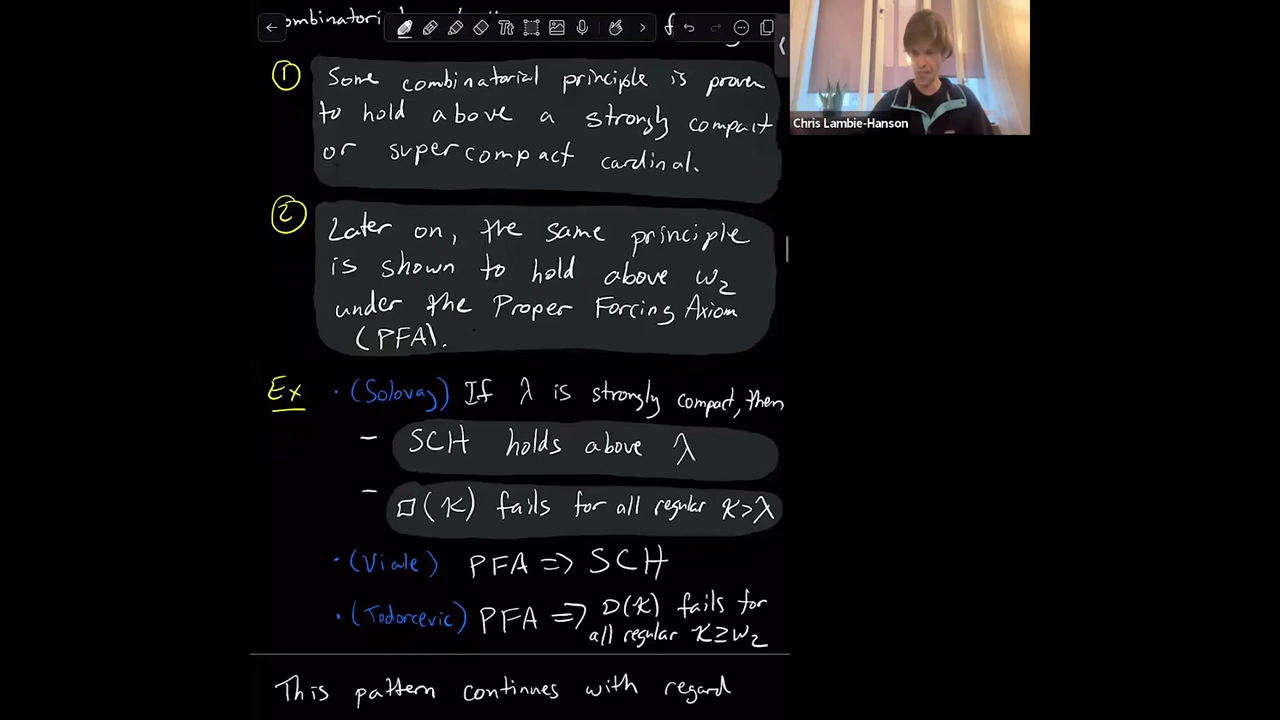 ombinatori
①
Some combinatorial principle is proven
to hold above a strongly compact
or supercompact cardinal.
②
Later on, the same principle
is shown to hold above ω₂
under the Proper Forcing Axiom
(PFA).
Ex
· (Solovay) If λ is strongly compact, then
– SCH holds above λ
– □(κ) fails for all regular κ>λ
· (Viale) PFA => SCH
· (Todorcevic) PFA => □(κ) fails for
all regular κ≥ω₂
This pattern continues with regard
Chris Lambie-Hanson